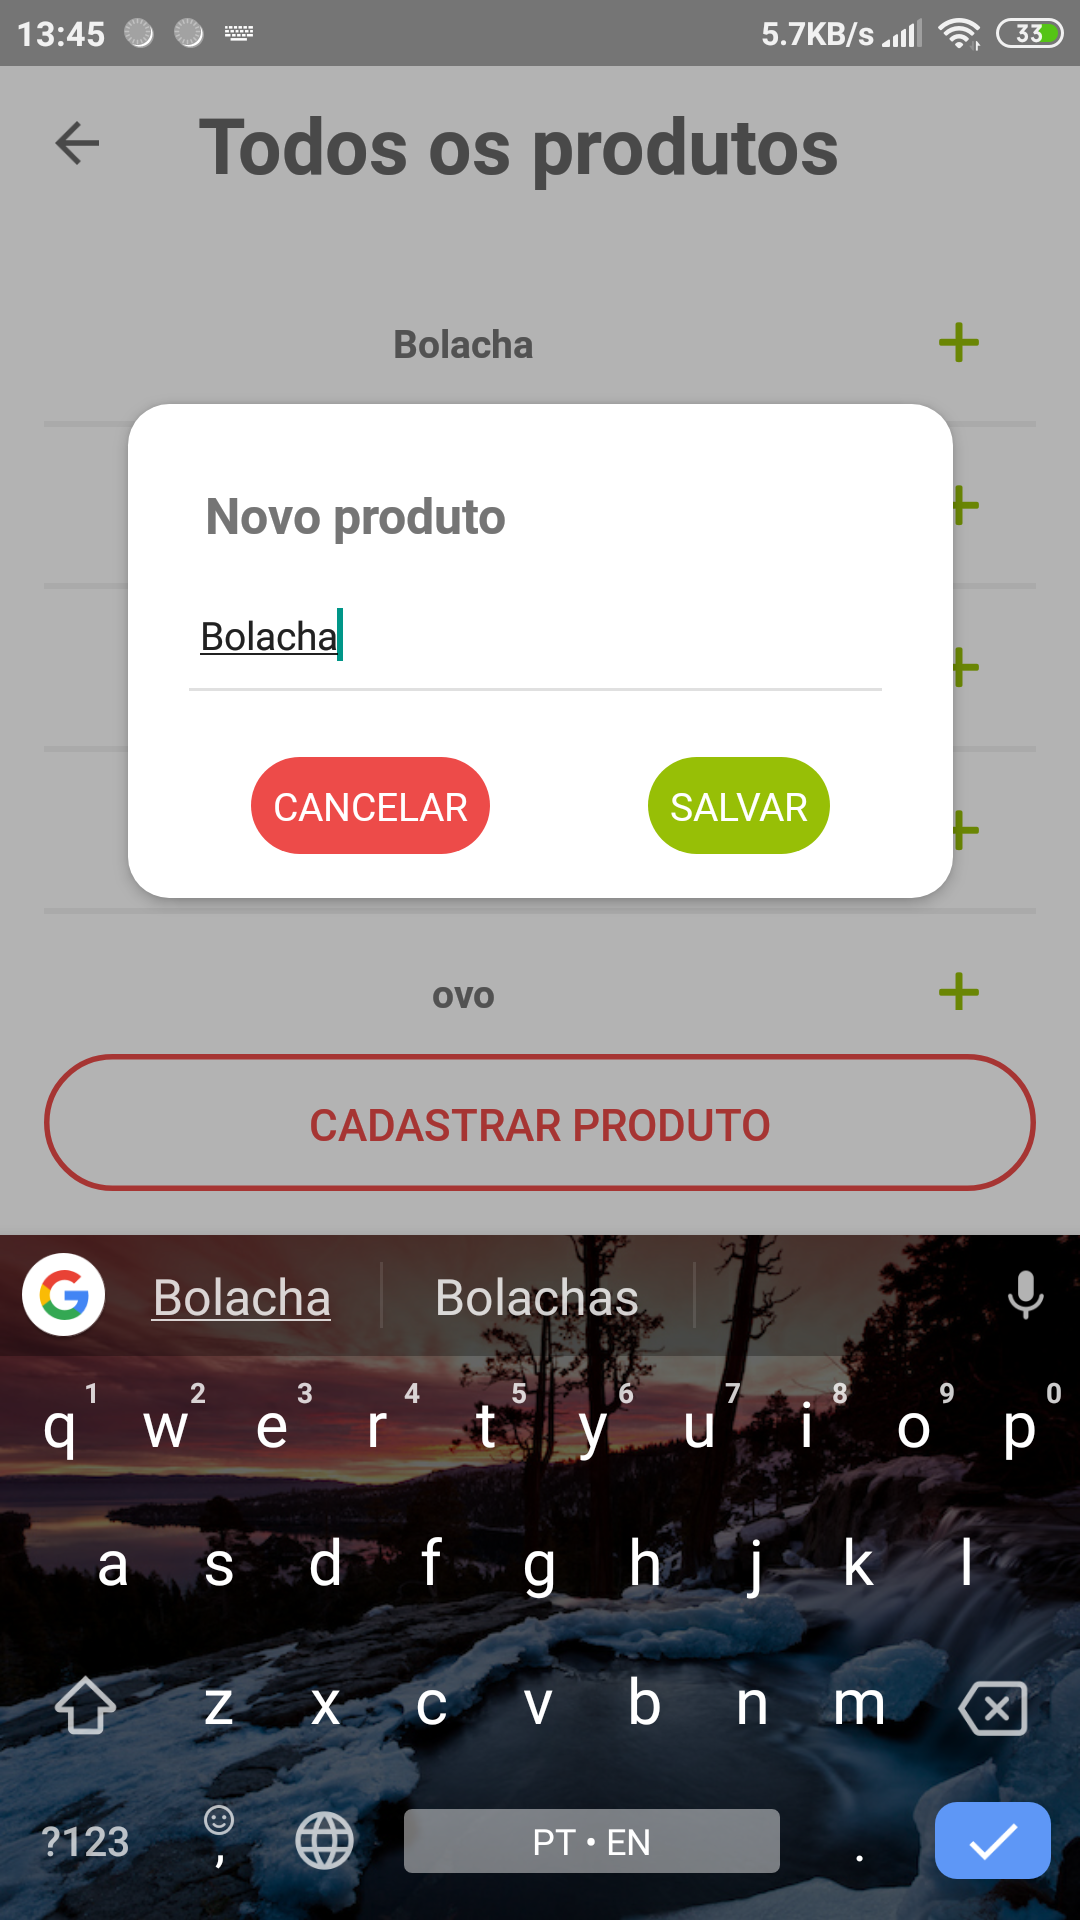 13:45 5.7KB/s 33
Todos os produtos
Bolacha
Novo produto
Bolacha
CANCELAR SALVAR
ovo
CADASTRAR PRODUTO
Bolacha Bolachas
1 2 3 4 5 6 7 8 9 0
q w e r t y u i o p
a s d f g h j k l
z x c v b n m
?123 , PT • EN .